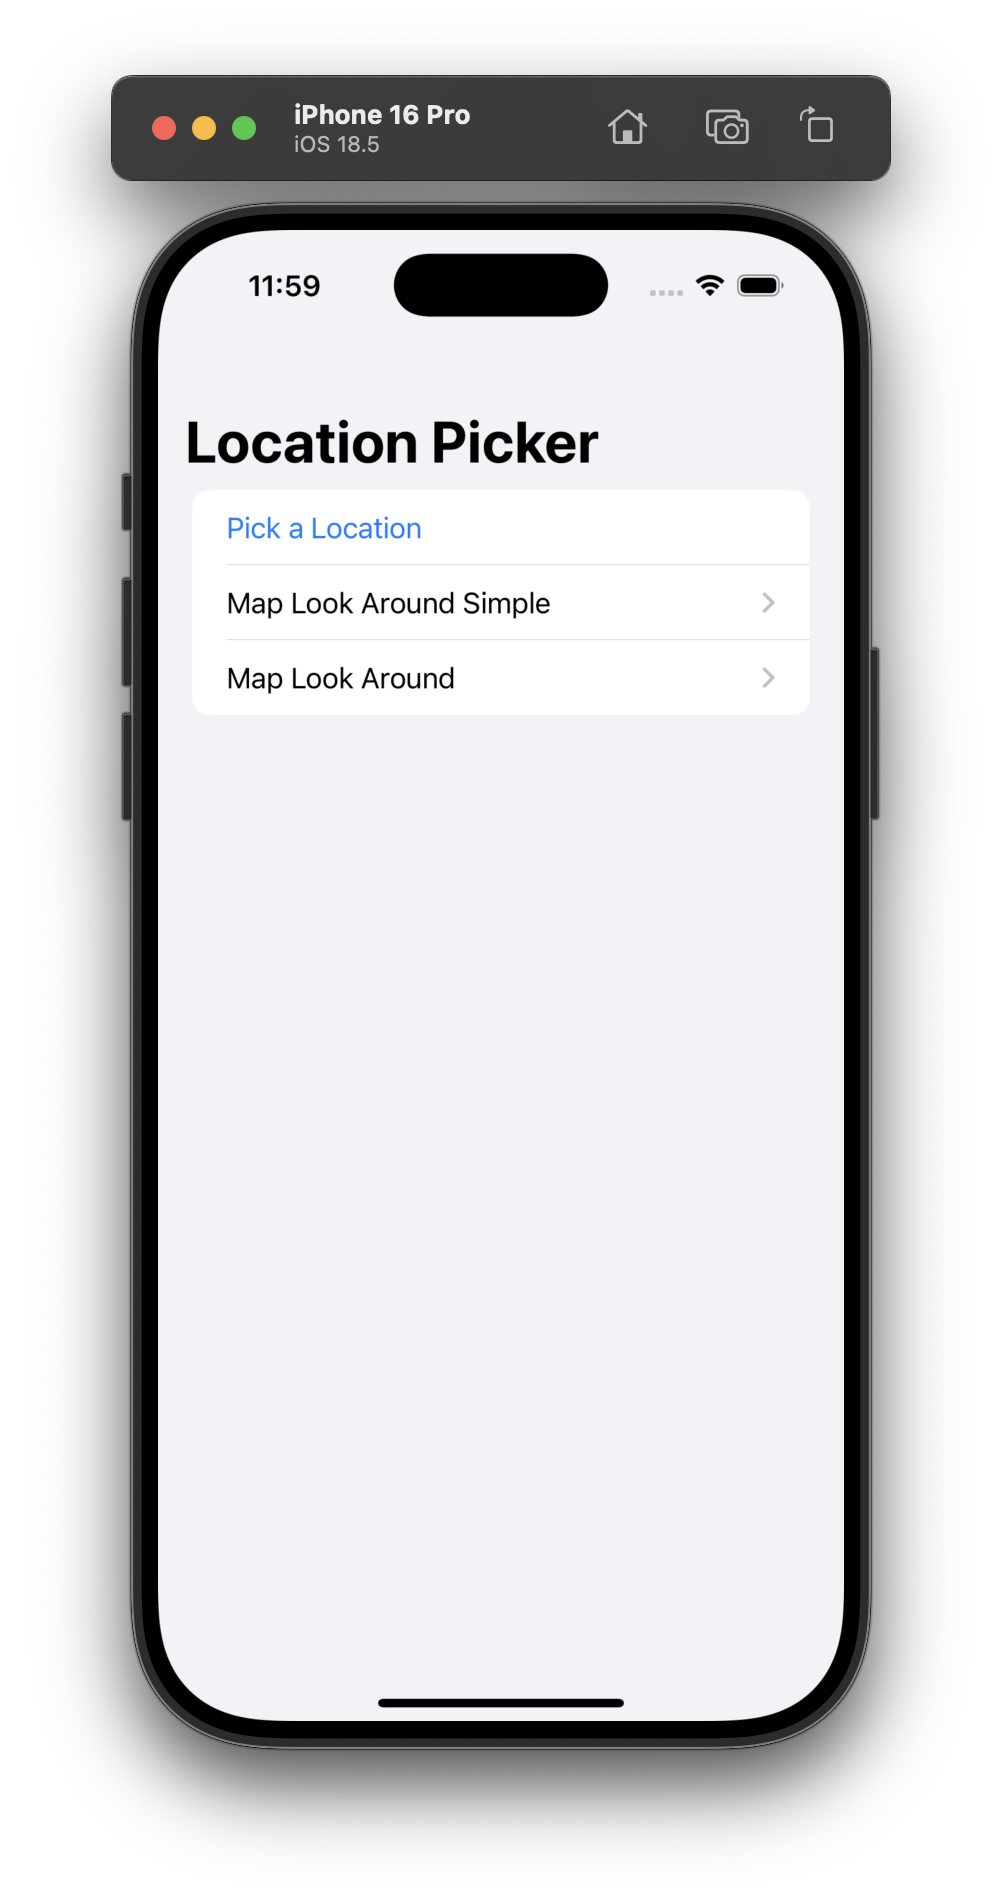 iPhone 16 Pro
iOS 18.5
11:59
Location Picker
Pick a Location
Map Look Around Simple
Map Look Around